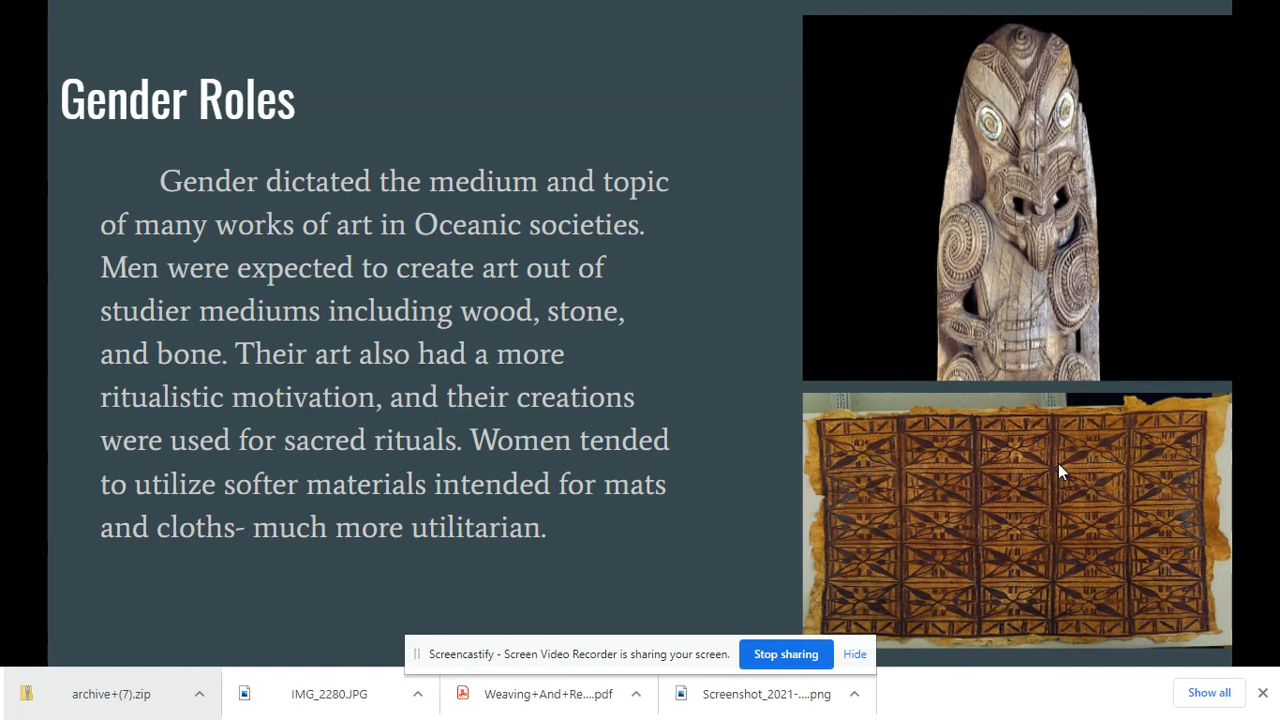 Gender Roles
Gender dictated the medium and topic
of many works of art in Oceanic societies.
Men were expected to create art out of
studier mediums including wood, stone,
and bone. Their art also had a more
ritualistic motivation, and their creations
were used for sacred rituals. Women tended
to utilize softer materials intended for mats
and cloths- much more utilitarian.
Screencastify - Screen Video Recorder is sharing your screen. Stop sharing Hide
archive+(7).zip IMG_2280.JPG Weaving+And+Re....pdf Screenshot_2021-....png Show all